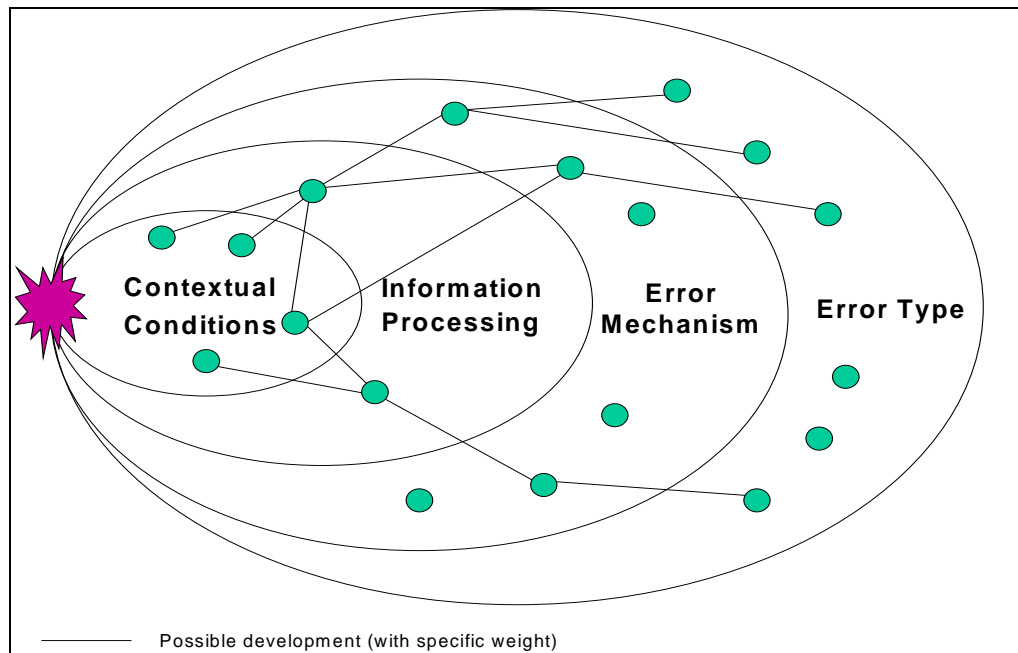 Contextual
Conditions
Information
Processing
Error
Mechanism
Error Type
Possible development (with specific weight)